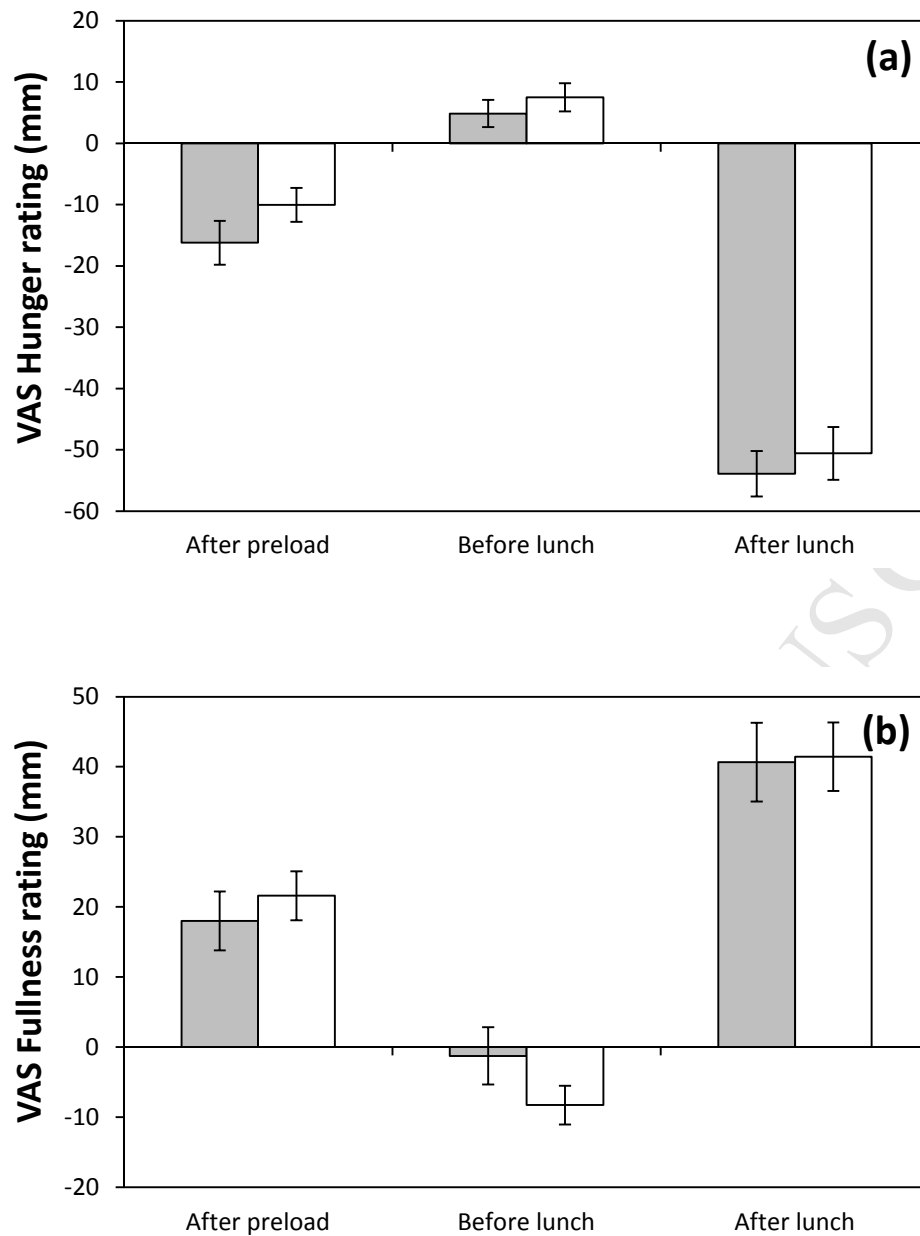 (a)
VAS Hunger rating (mm)
20
10
0
-10
-20
-30
-40
-50
-60
After preload Before lunch After lunch
(b)
VAS Fullness rating (mm)
50
40
30
20
10
0
-10
-20
After preload Before lunch After lunch